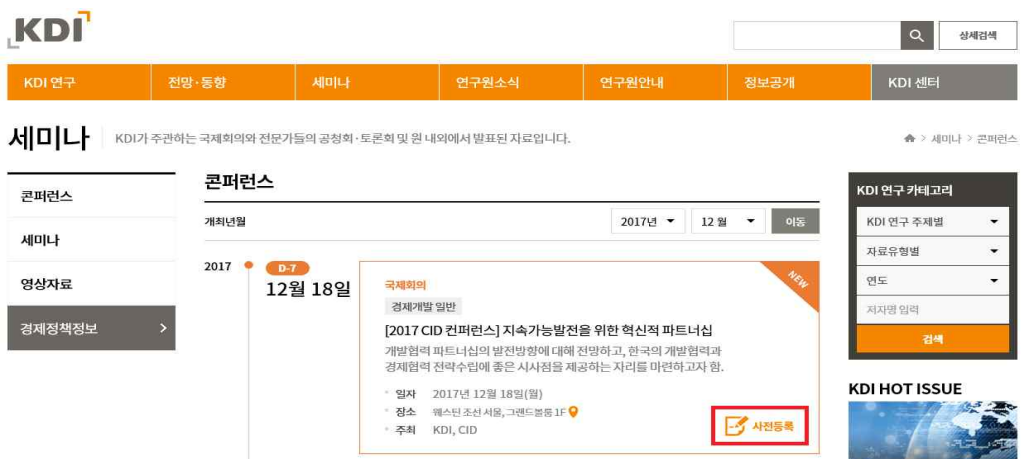 KDI
상세검색
KDI 연구
전망·동향
세미나
연구원소식
연구원안내
정보공개
KDI 센터
세미나
KDI가 주관하는 국제회의와 전문가들의 공청회·토론회 및 원 내외에서 발표된 자료입니다.
> 세미나 > 콘퍼런스
콘퍼런스
세미나
영상자료
경제정책정보
콘퍼런스
개최년월
2017년
12 월
이동
2017
D-7
12월 18일
NEW
국제회의
경제개발 일반
[2017 CID 컨퍼런스] 지속가능발전을 위한 혁신적 파트너십
개발협력 파트너십의 발전방향에 대해 전망하고, 한국의 개발협력과
경제협력 전략수립에 좋은 시사점을 제공하는 자리를 마련하고자 함.
일자 2017년 12월 18일(월)
장소 웨스틴 조선 서울, 그랜드볼룸 1F
주최 KDI, CID
사전등록
KDI 연구 카테고리
KDI 연구 주제별
자료유형별
연도
저자명 입력
검색
KDI HOT ISSUE